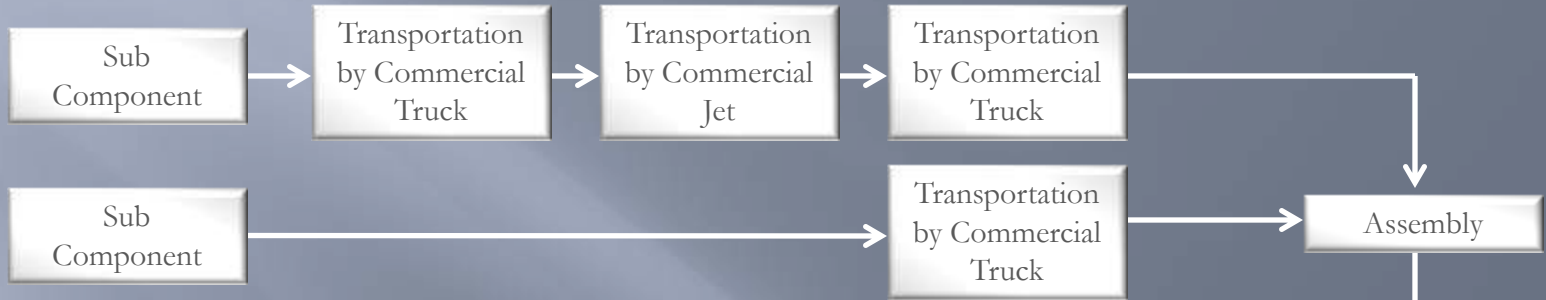 Sub
Component
Transportation
by Commercial
Truck
Transportation
by Commercial
Jet
Transportation
by Commercial
Truck
Sub
Component
Transportation
by Commercial
Truck
Assembly